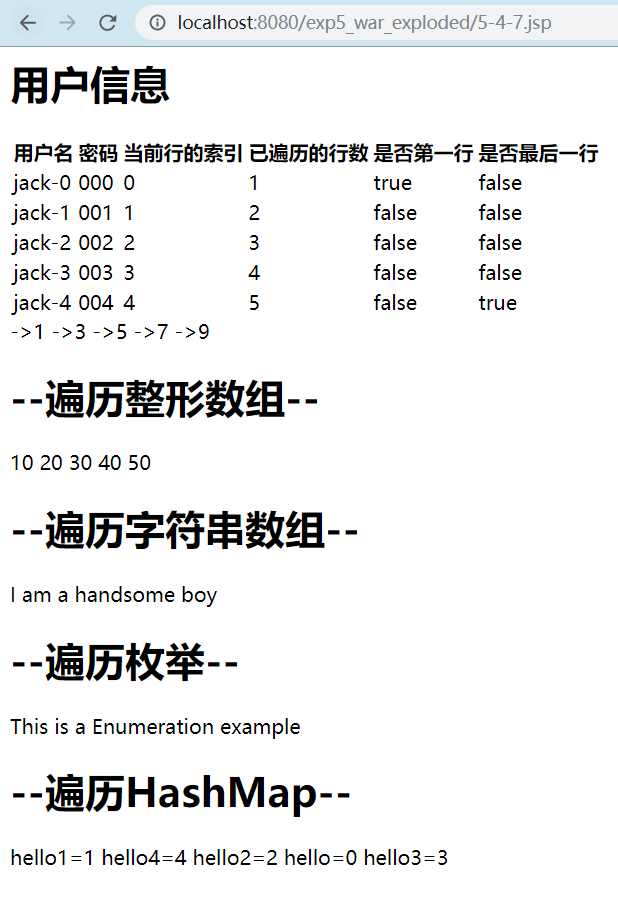 localhost:8080/exp5_war_exploded/5-4-7.jsp
用户信息
用户名 密码 当前行的索引 已遍历的行数 是否第一行 是否最后一行
jack-0 000 0 1 true false
jack-1 001 1 2 false false
jack-2 002 2 3 false false
jack-3 003 3 4 false false
jack-4 004 4 5 false true
->1 ->3 ->5 ->7 ->9
--遍历整形数组--
10 20 30 40 50
--遍历字符串数组--
I am a handsome boy
--遍历枚举--
This is a Enumeration example
--遍历HashMap--
hello1=1 hello4=4 hello2=2 hello=0 hello3=3